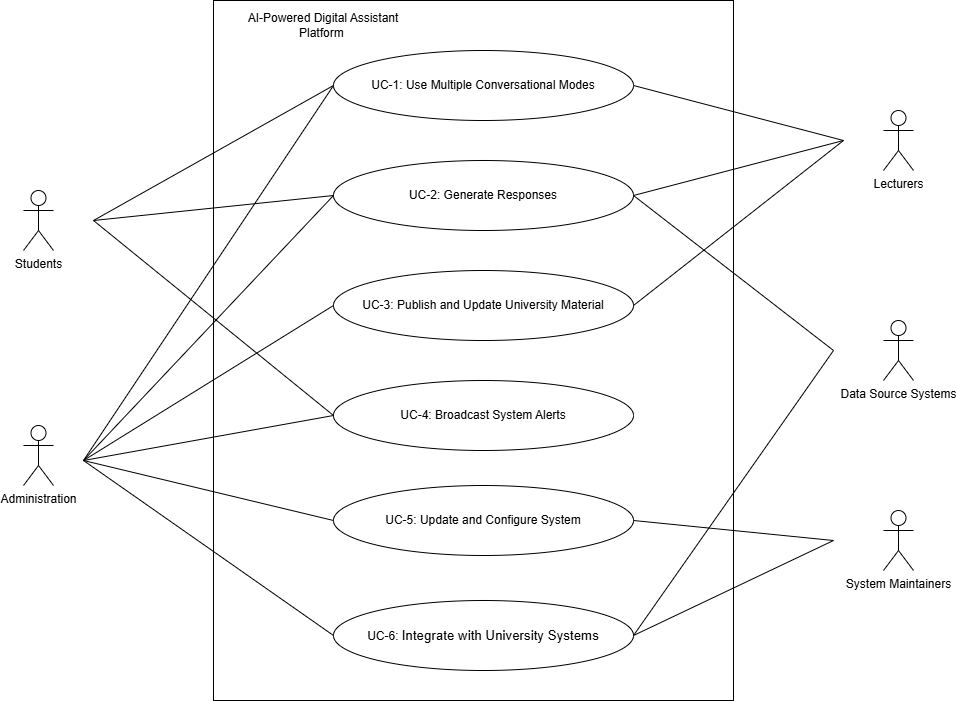 AI-Powered Digital Assistant
Platform
UC-1: Use Multiple Conversational Modes
UC-2: Generate Responses
UC-3: Publish and Update University Material
UC-4: Broadcast System Alerts
UC-5: Update and Configure System
UC-6: Integrate with University Systems
Students
Administration
Lecturers
Data Source Systems
System Maintainers